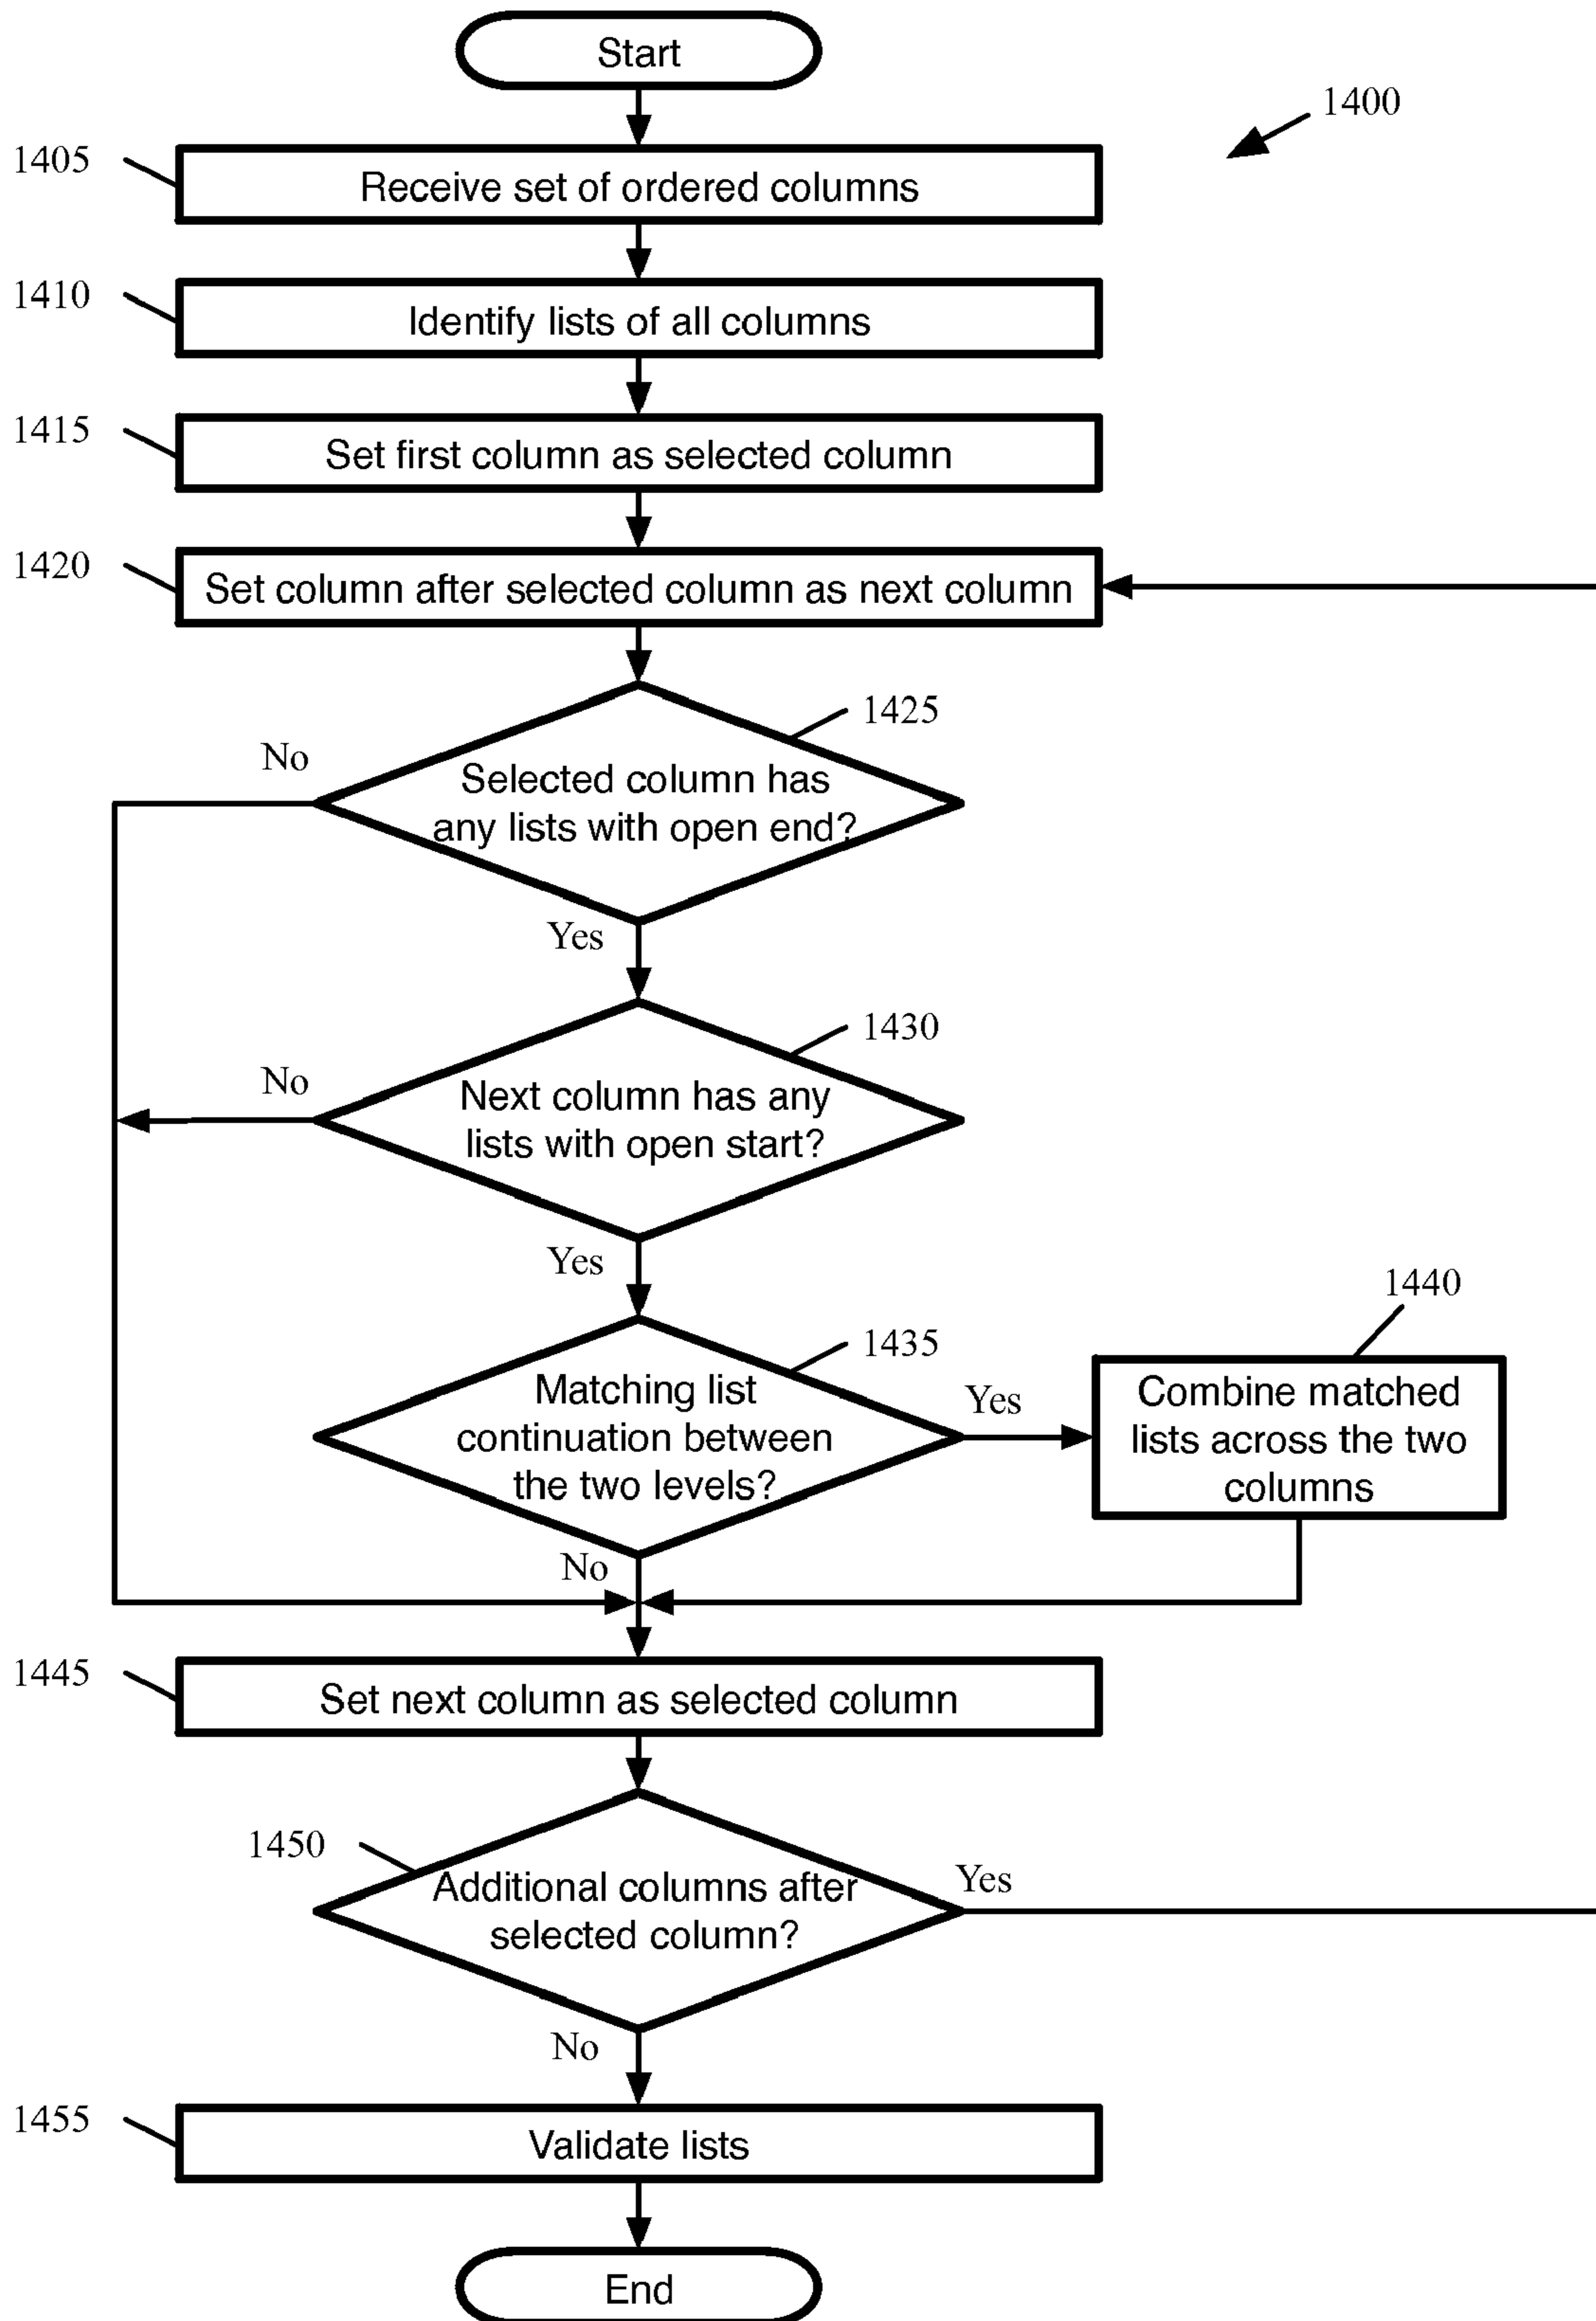 Start
1400
1405
Receive set of ordered columns
1410
Identify lists of all columns
1415
Set first column as selected column
1420
Set column after selected column as next column
1425
No
Selected column has
any lists with open end?
Yes
1430
No
Next column has any
lists with open start?
Yes
1435
Matching list
continuation between
the two levels?
Yes
1440
Combine matched
lists across the two
columns
No
1445
Set next column as selected column
1450
Additional columns after
selected column?
Yes
No
1455
Validate lists
End